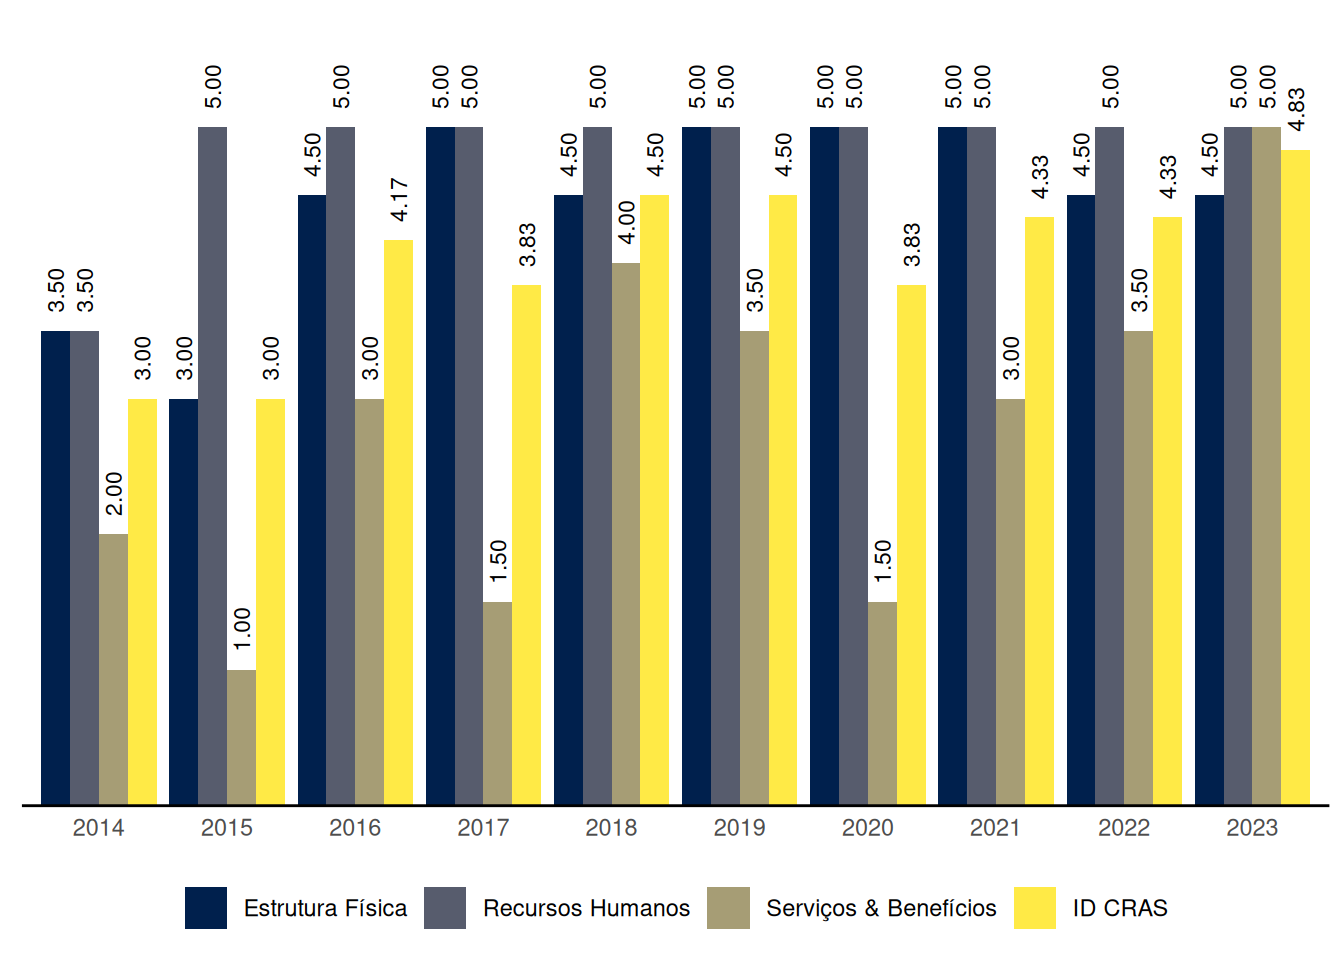 3.50 3.50 2.00 3.00
3.00 5.00 1.00 3.00
4.50 5.00 3.00 4.17
5.00 5.00 1.50 3.83
4.50 5.00 4.00 4.50
5.00 5.00 3.50 4.50
5.00 5.00 1.50 3.83
5.00 5.00 3.00 4.33
4.50 5.00 3.50 4.33
4.50 5.00 5.00 4.83
2014 2015 2016 2017 2018 2019 2020 2021 2022 2023
Estrutura Física Recursos Humanos Serviços & Benefícios ID CRAS